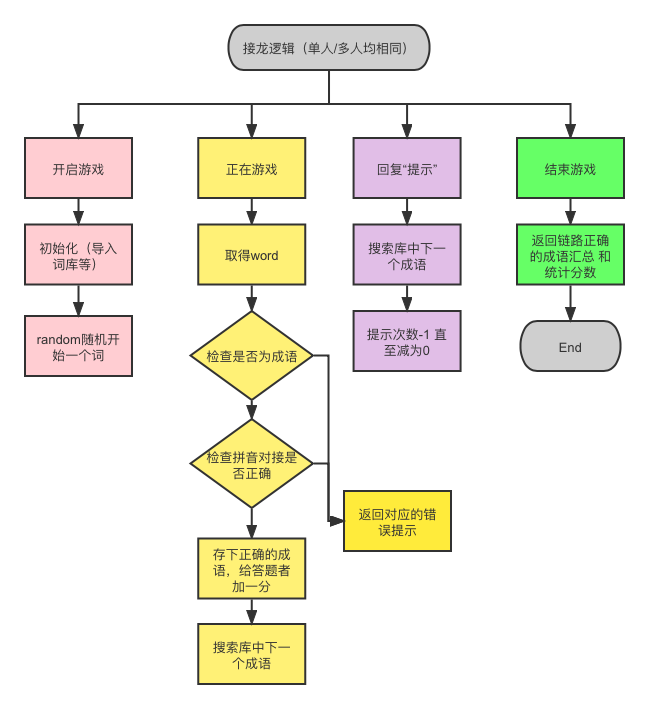 接龙逻辑（单人/多人均相同）
开启游戏
正在游戏
回复“提示”
结束游戏
初始化（导入
词库等）
取得word
搜索库中下一
个成语
返回链路正确
的成语汇总 和
统计分数
random随机开
始一个词
检查是否为成语
提示次数-1 直
至减为0
End
检查拼音对接是
否正确
返回对应的错
误提示
存下正确的成
语，给答题者
加一分
搜索库中下一
个成语